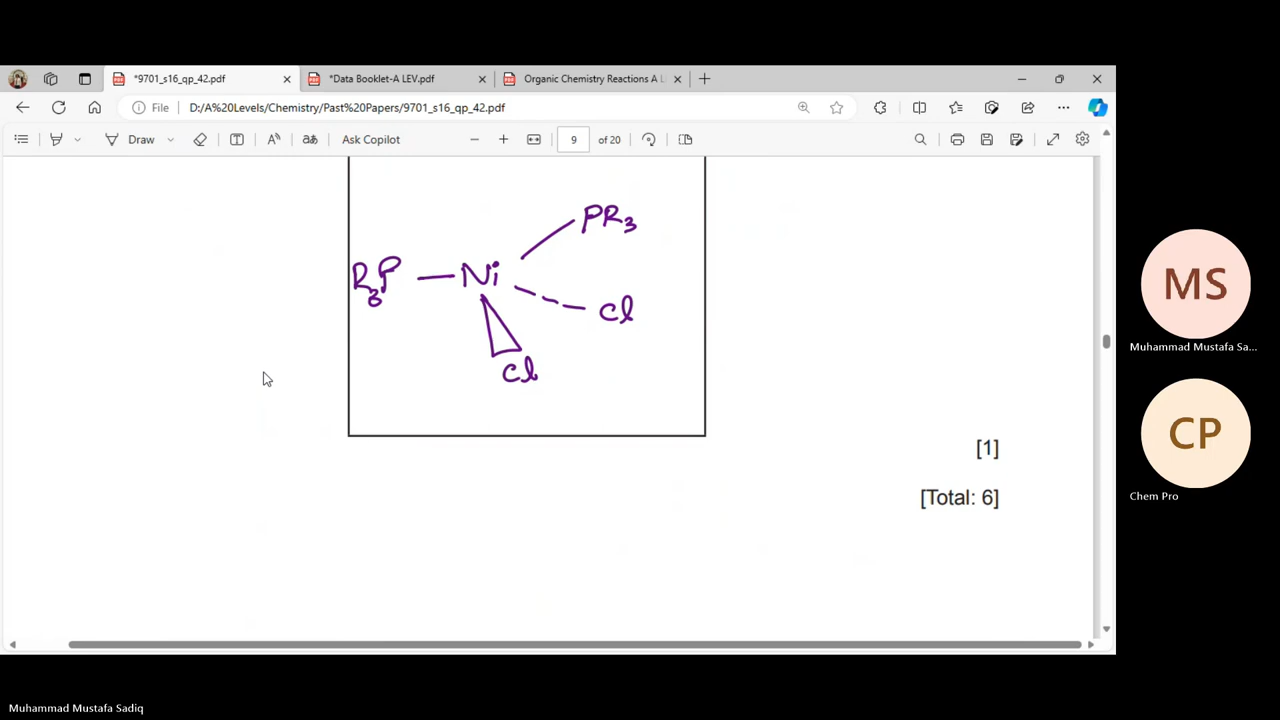 *9701_s16_qp_42.pdf
*Data Booklet-A LEV.pdf
Organic Chemistry Reactions A L
File
D:/A%20Levels/Chemistry/Past%20Papers/9701_s16_qp_42.pdf
Draw
Ask Copilot
9 of 20
PR3
R3P Ni
Cl
Cl
[1]
[Total: 6]
MS
Muhammad Mustafa Sa...
CP
Chem Pro
Muhammad Mustafa Sadiq